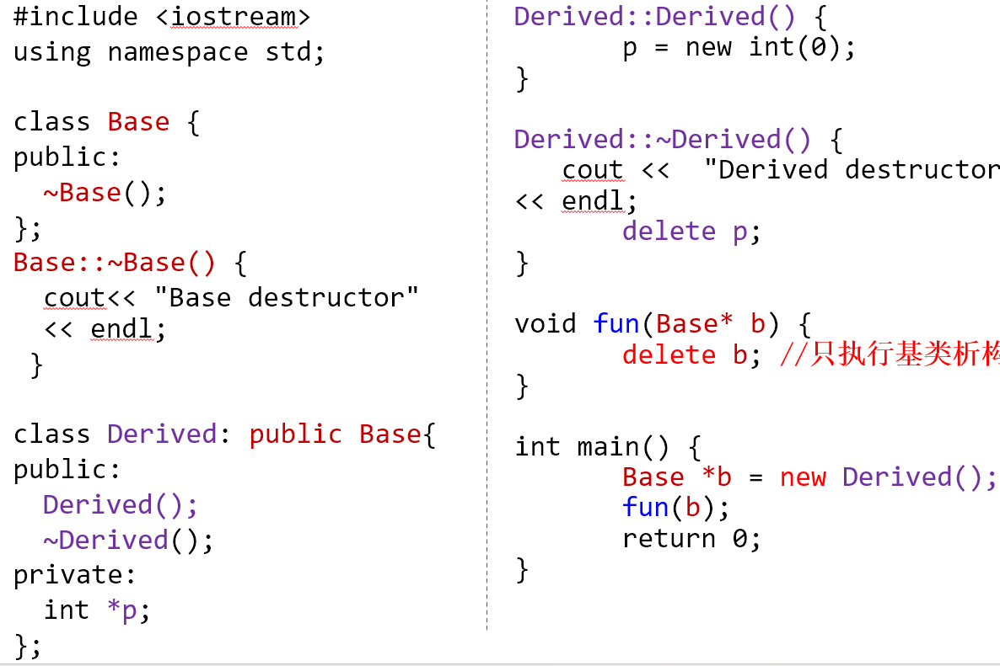 #include <iostream>
using namespace std;
class Base {
public:
~Base();
};
Base::~Base() {
cout<< "Base destructor"
<< endl;
}
class Derived: public Base{
public:
Derived();
~Derived();
private:
int *p;
};
Derived::Derived() {
p = new int(0);
}
Derived::~Derived() {
cout << "Derived destructor
<< endl;
delete p;
}
void fun(Base* b) {
delete b; //只执行基类析构
}
int main() {
Base *b = new Derived();
fun(b);
return 0;
}